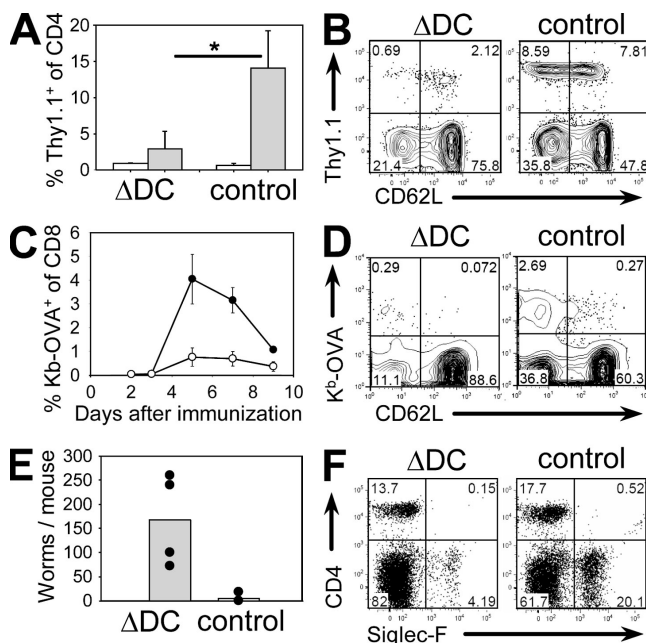 A
% Thy1.1+ of CD4
20
15
10
5
0
*
ΔDC control
B
ΔDC control
0.69 2.12 8.59 7.81
21.4 75.8 35.8 47.8
Thy1.1
CD62L
C
% Kb-OVA+ of CD8
6
5
4
3
2
1
0
0 2 4 6 8 10
Days after immunization
D
ΔDC control
0.29 0.072 2.69 0.27
11.1 88.6 36.8 60.3
Kb-OVA
CD62L
E
Worms / mouse
300
250
200
150
100
50
0
ΔDC control
F
ΔDC control
13.7 0.15 17.7 0.52
4.19 61.7 20.1
CD4
Siglec-F